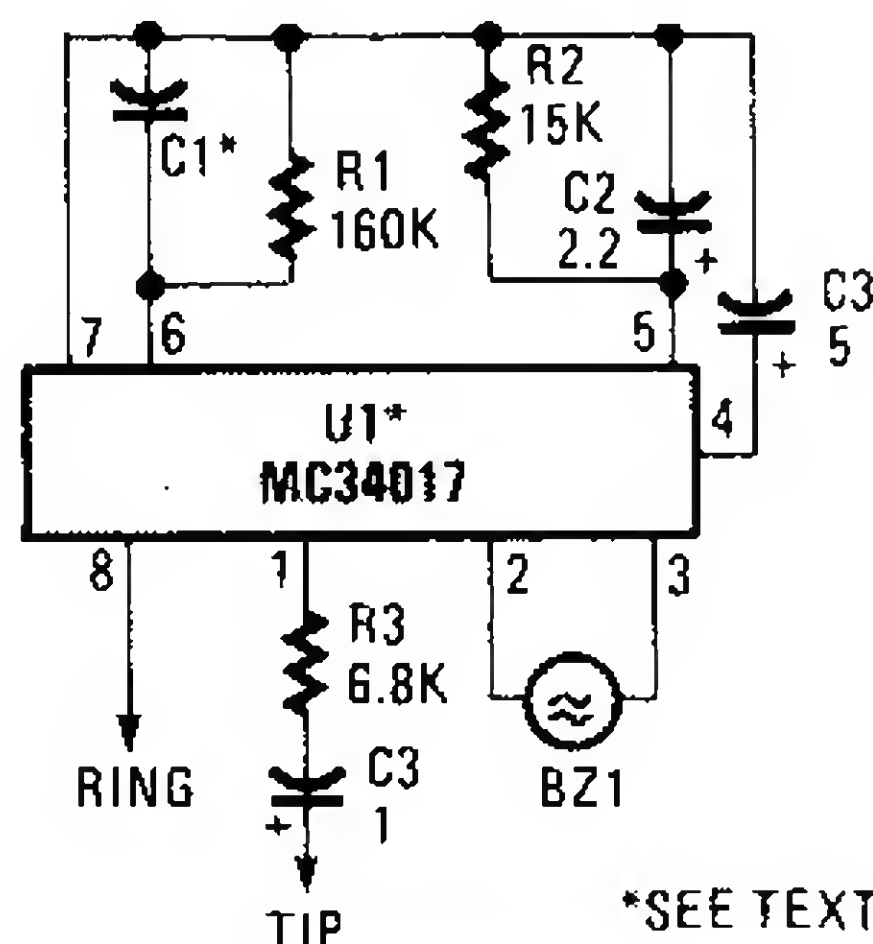 C1*
R1
160K
R2
15K
C2
2.2
+
C3
5
+
7
6
5
4
U1*
MC34017
8
1
2
3
R3
6.8K
C3
1
+
RING
TIP
BZ1
*SEE TEXT